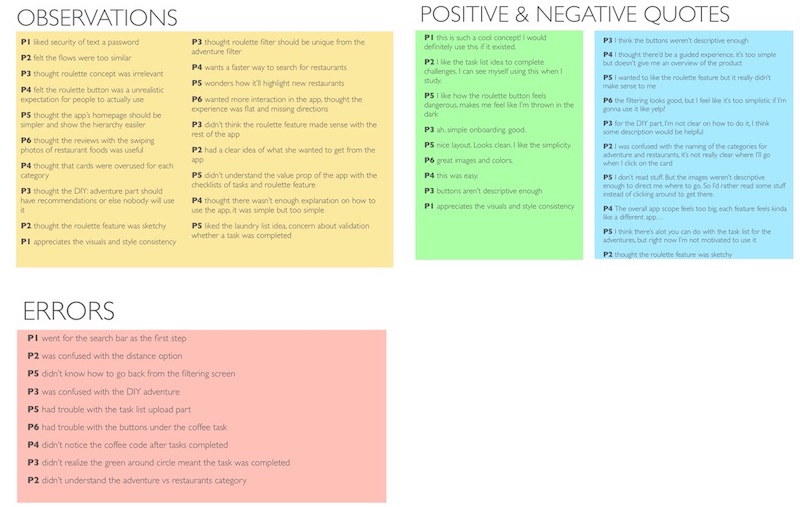 OBSERVATIONS
P1 liked security of text a password
P2 felt the flows were too similar
P3 thought roulette concept was irrelevant
P4 felt the roulette button was a unrealistic
expectation for people to actually use
P5 thought the app's homepage should be
simpler and show the hierarchy easier
P6 thought the reviews with the swiping
photos of restaurant foods was useful
P4 thought that cards were overused for each
category
P3 thought the DIY: adventure part should
have recommendations or else nobody will use
it
P2 thought the roulette feature was sketchy
P1 appreciates the visuals and style consistency
P3 thought roulette filter should be unique from the
adventure filter
P4 wants a faster way to search for restaurants
P5 wonders how it'll highlight new restaurants
P6 wanted more interaction in the app, thought the
experience was flat and missing directions
P3 didn't think the roulette feature made sense with the
rest of the app
P2 had a clear idea of what she wanted to get from the
app
P5 didn't understand the value prop of the app with the
checklists of tasks and roulette feature
P4 thought there wasn't enough explanation on how to
use the app, it was simple but too simple
P5 liked the laundry list idea, concern about validation
whether a task was completed
POSITIVE & NEGATIVE QUOTES
P1 this is such a cool concept! I would
definitely use this if it existed.
P2 I like the task list idea to complete
challenges. I can see myself using this when I
study.
P5 I like how the roulette button feels
dangerous. makes me feel like I'm thrown in the
dark
P3 ah. simple onboarding. good.
P5 nice layout. Looks clean. I like the simplicity.
P6 great images and colors.
P4 this was easy.
P3 buttons aren't descriptive enough
P1 appreciates the visuals and style consistency
P3 I think the buttons weren't descriptive enough
P4 I thought there'd be a guided experience, it's too simple
but doesn't give me an overview of the product
P5 I wanted to like the roulette feature but it really didn't
make sense to me
P6 the filtering looks good, but I feel like it's too simplistic if I'm
gonna use it like yelp?
P3 for the DIY part, I'm not clear on how to do it, I think
some description would be helpful
P2 I was confused with the naming of the categories for
adventure and restaurants, it's not really clear where I'll go
when I click on the card
P5 I don't read stuff. But the images weren't descriptive
enough to direct me where to go. So I'd rather read some stuff
instead of clicking around to get there.
P4 The overall app scope feels too big, each feature feels kinda
like a different app...
P5 I think there's alot you can do with the task list for the
adventures, but right now I'm not motivated to use it
P2 thought the roulette feature was sketchy
ERRORS
P1 went for the search bar as the first step
P2 was confused with the distance option
P5 didn't know how to go back from the filtering screen
P3 was confused with the DIY adventure
P5 had trouble with the task list upload part
P6 had trouble with the buttons under the coffee task
P4 didn't notice the coffee code after tasks completed
P3 didn't realize the green around circle meant the task was completed
P2 didn't understand the adventure vs restaurants category